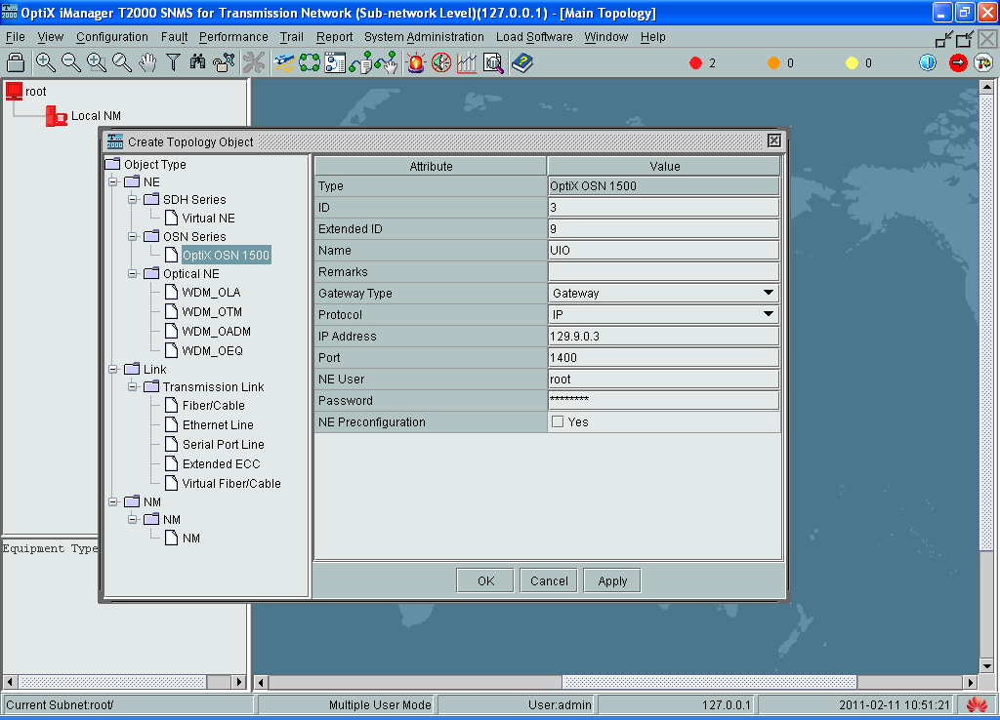 OptiX iManager T2000 SNMS for Transmission Network (Sub-network Level)(127.0.0.1) - [Main Topology]
File View Configuration Fault Performance Trail Report System Administration Load Software Window Help
2 0 0
root
Local NM
Create Topology Object
Object Type
NE
SDH Series
Virtual NE
OSN Series
OptiX OSN 1500
Optical NE
WDM_OLA
WDM_OTM
WDM_OADM
WDM_OEQ
Link
Transmission Link
Fiber/Cable
Ethernet Line
Serial Port Line
Extended ECC
Virtual Fiber/Cable
NM
NM
NM
Attribute Value
Type OptiX OSN 1500
ID 3
Extended ID 9
Name UIO
Remarks
Gateway Type Gateway
Protocol IP
IP Address 129.9.0.3
Port 1400
NE User root
Password ********
NE Preconfiguration Yes
OK Cancel Apply
Equipment Type
Current Subnet:root/ Multiple User Mode User:admin 127.0.0.1 2011-02-11 10:51:21